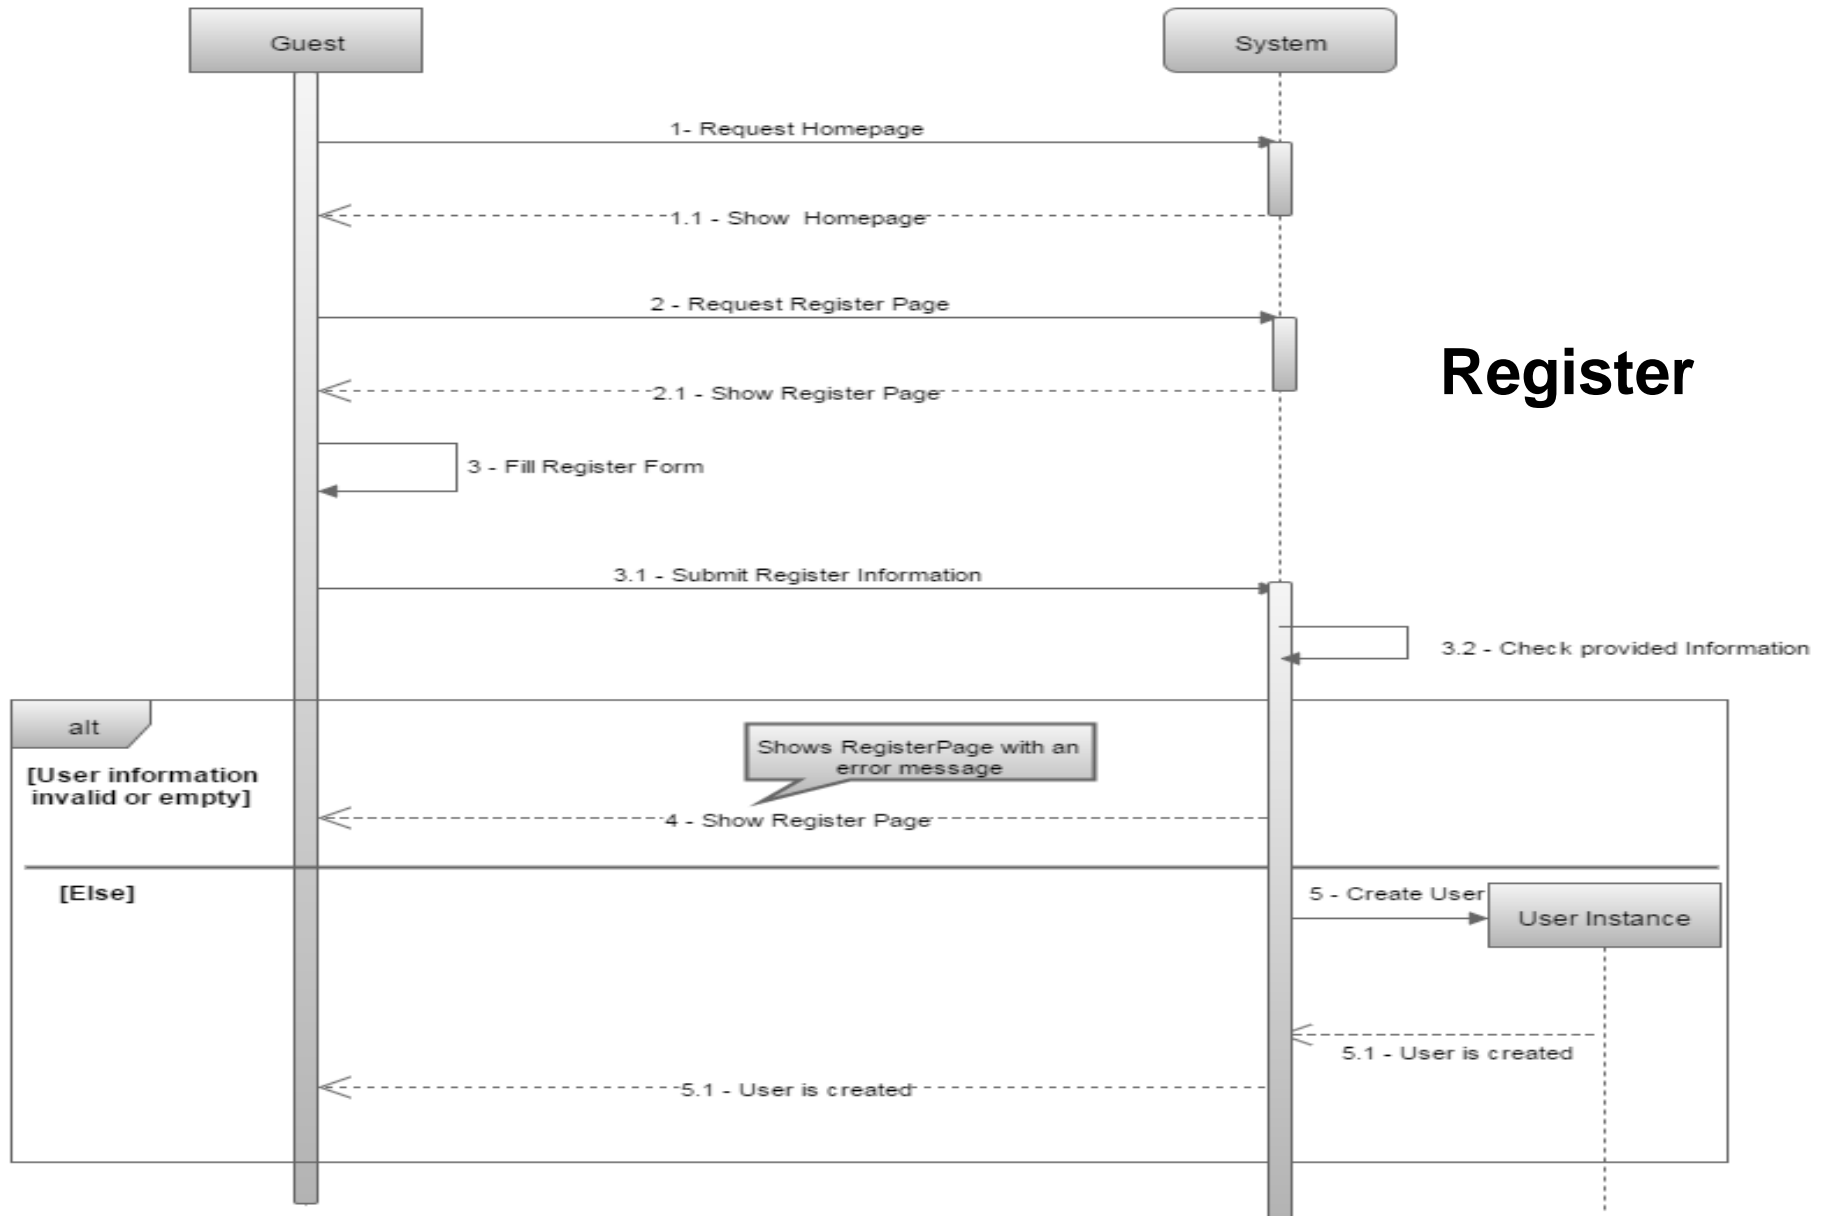 Guest
System
1- Request Homepage
1.1 - Show  Homepage
2 - Request Register Page
Register
2.1 - Show Register Page
3 - Fill Register Form
3.1 - Submit Register Information
3.2 - Check provided Information
alt
Shows RegisterPage with an
error message
[User information
invalid or empty]
4 - Show Register Page
[Else]
5 - Create User
User Instance
5.1 - User is created
5.1 - User is created